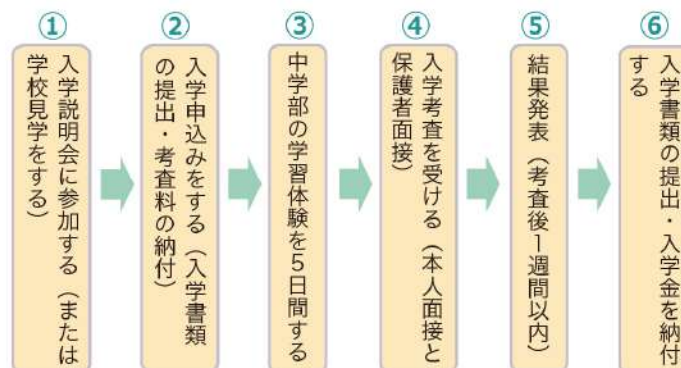 ①
入学説明会に参加する（または
学校見学をする）
②
入学申込みをする（入学書類
の提出・考査料の納付）
③
中学部の学習体験を5日間する
④
入学考査を受ける（本人面接と
保護者面接）
⑤
結果発表（考査後1週間以内）
⑥
入学書類の提出・入学金を納付
する